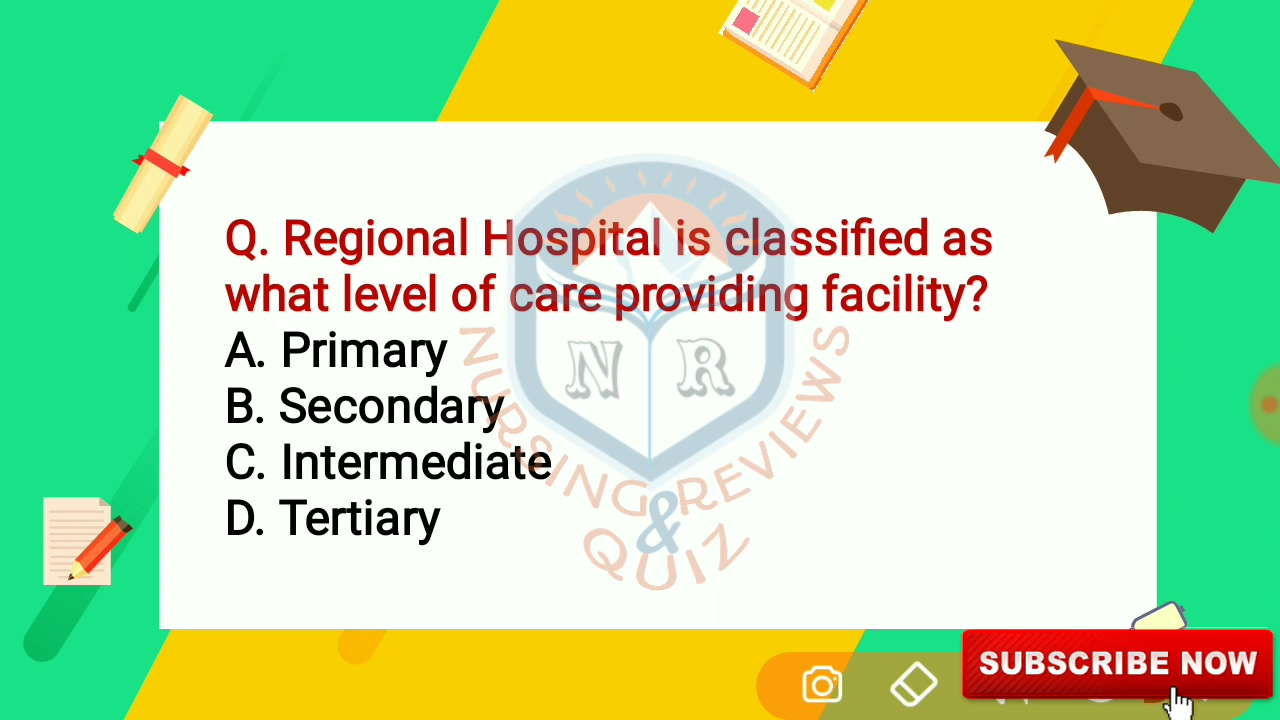 Q. Regional Hospital is classified as
what level of care providing facility?
A. Primary
B. Secondary
C. Intermediate
D. Tertiary
N R
NURSING REVIEWS
&
QUIZ
SUBSCRIBE NOW